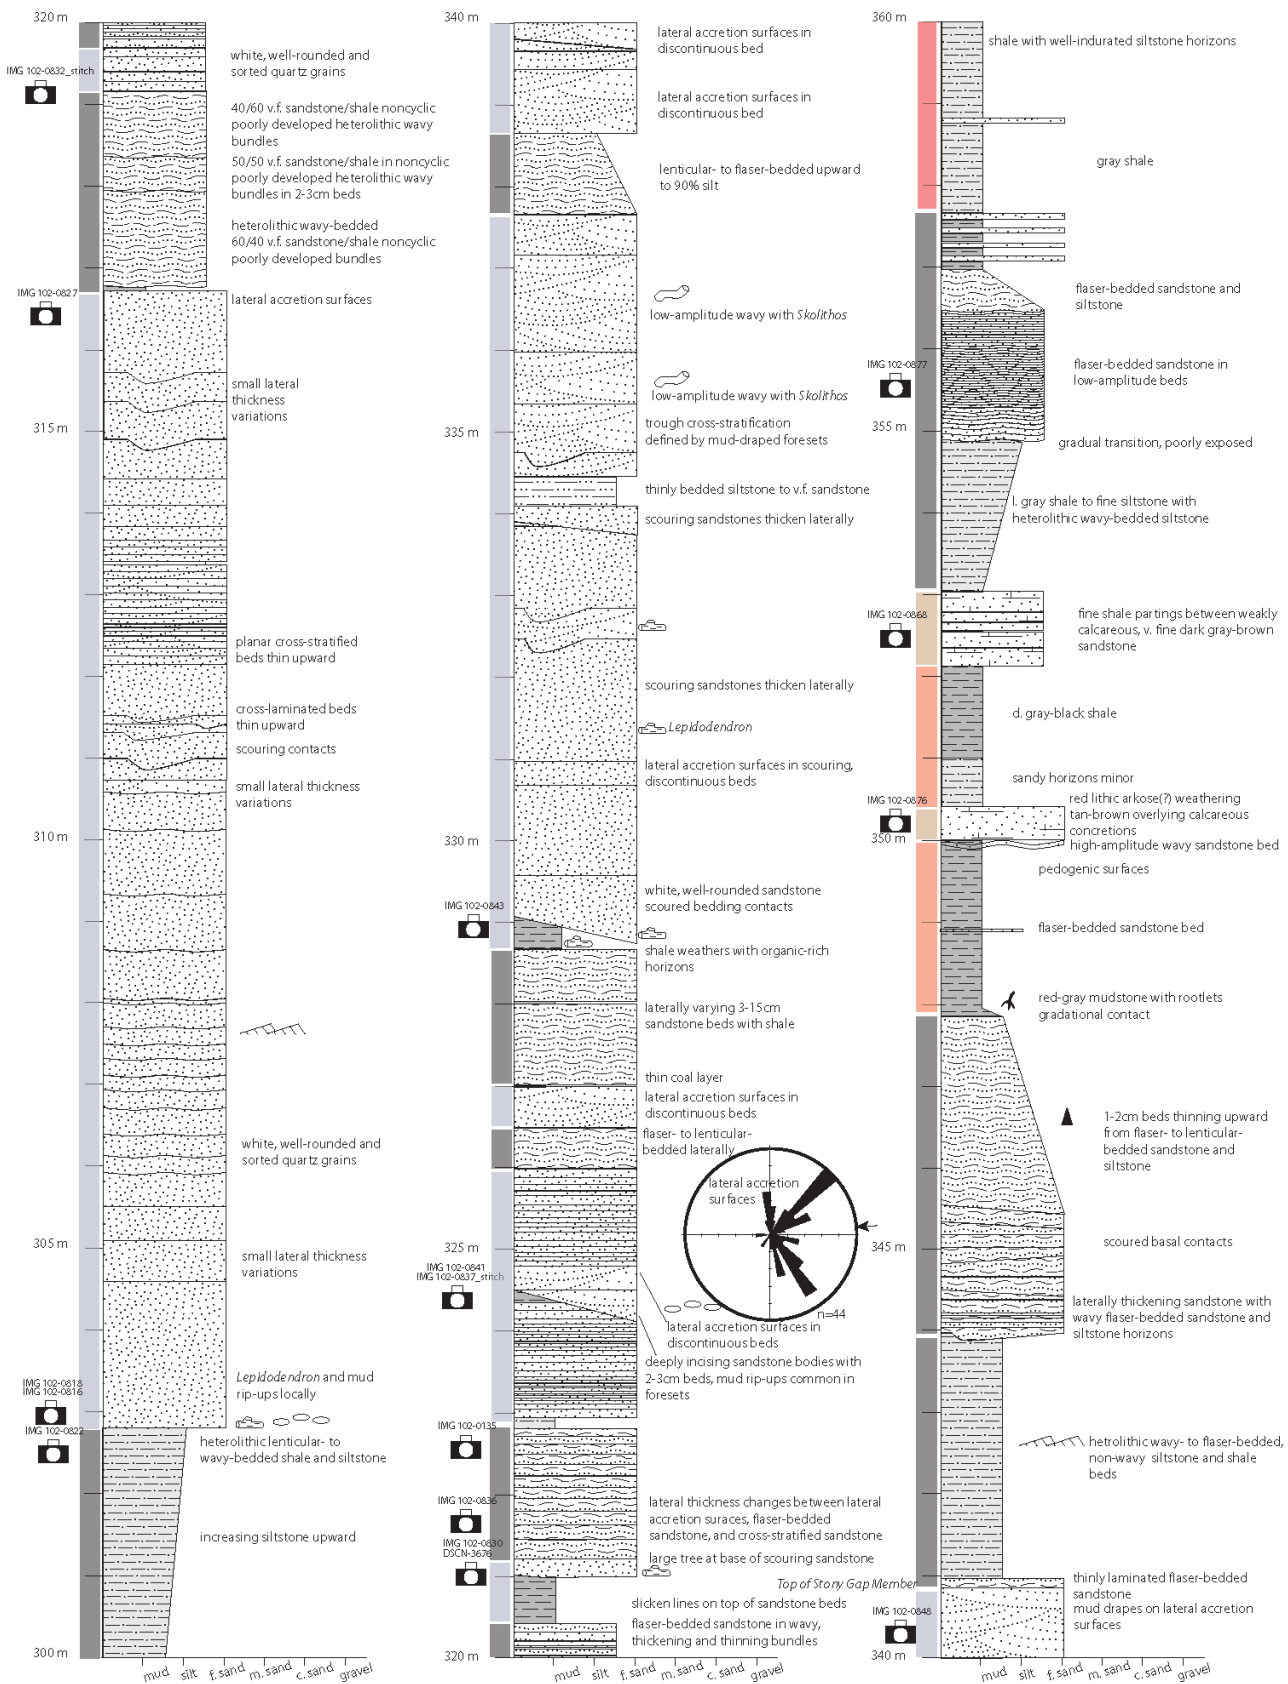 320 m
IMG 102-0832_stitch
white, well-rounded and
sorted quartz grains
40/60 v.f. sandstone/shale noncyclic
poorly developed heterolithic wavy
bundles
50/50 v.f. sandstone/shale in noncyclic
poorly developed heterolithic wavy
bundles in 2-3cm beds
heterolithic wavy-bedded
60/40 v.f. sandstone/shale noncyclic
poorly developed bundles
IMG 102-0827
lateral accretion surfaces
small lateral
thickness
variations
315 m
planar cross-stratified
beds thin upward
cross-laminated beds
thin upward
scouring contacts
small lateral thickness
variations
310 m
white, well-rounded and
sorted quartz grains
305 m
small lateral thickness
variations
Lepidodendron and mud
rip-ups locally
IMG 102-0818
IMG 102-0816
IMG 102-0822
heterolithic lenticular- to
wavy-bedded shale and siltstone
increasing siltstone upward
300 m
mud silt f. sand m. sand c. sand gravel
340 m
lateral accretion surfaces in
discontinuous bed
lateral accretion surfaces in
discontinuous bed
lenticular- to flaser-bedded upward
to 90% silt
low-amplitude wavy with Skolithos
low-amplitude wavy with Skolithos
335 m
trough cross-stratification
defined by mud-draped foresets
thinly bedded siltstone to v.f. sandstone
scouring sandstones thicken laterally
scouring sandstones thicken laterally
Lepidodendron
lateral accretion surfaces in scouring,
discontinuous beds
330 m
white, well-rounded sandstone
scoured bedding contacts
IMG 102-0843
shale weathers with organic-rich
horizons
laterally varying 3-15cm
sandstone beds with shale
thin coal layer
lateral accretion surfaces in
discontinuous beds
flaser- to lenticular-
bedded laterally
lateral accretion
surfaces
n=44
325 m
IMG 102-0841
IMG 102-0837_stitch
lateral accretion surfaces in
discontinuous beds
deeply incising sandstone bodies with
2-3cm beds, mud rip-ups common in
foresets
IMG 102-0135
IMG 102-0836
lateral thickness changes between lateral
accretion suraces, flaser-bedded
sandstone, and cross-stratified sandstone
IMG 102-0830
DSCN-3676
large tree at base of scouring sandstone
Top of Stony Gap Member
slicken lines on top of sandstone beds
flaser-bedded sandstone in wavy,
thickening and thinning bundles
320 m
mud silt f. sand m. sand c. sand gravel
360 m
shale with well-indurated siltstone horizons
gray shale
flaser-bedded sandstone and
siltstone
IMG 102-0877
flaser-bedded sandstone in
low-amplitude beds
355 m
gradual transition, poorly exposed
l. gray shale to fine siltstone with
heterolithic wavy-bedded siltstone
IMG 102-0868
fine shale partings between weakly
calcareous, v. fine dark gray-brown
sandstone
d. gray-black shale
sandy horizons minor
IMG 102-0876
red lithic arkose(?) weathering
tan-brown overlying calcareous
concretions
350 m
high-amplitude wavy sandstone bed
pedogenic surfaces
flaser-bedded sandstone bed
red-gray mudstone with rootlets
gradational contact
1-2cm beds thinning upward
from flaser- to lenticular-
bedded sandstone and
siltstone
345 m
scoured basal contacts
laterally thickening sandstone with
wavy flaser-bedded sandstone and
siltstone horizons
hetrolithic wavy- to flaser-bedded,
non-wavy siltstone and shale
beds
thinly laminated flaser-bedded
sandstone
mud drapes on lateral accretion
surfaces
IMG 102-0848
340 m
mud silt f. sand m. sand c. sand gravel